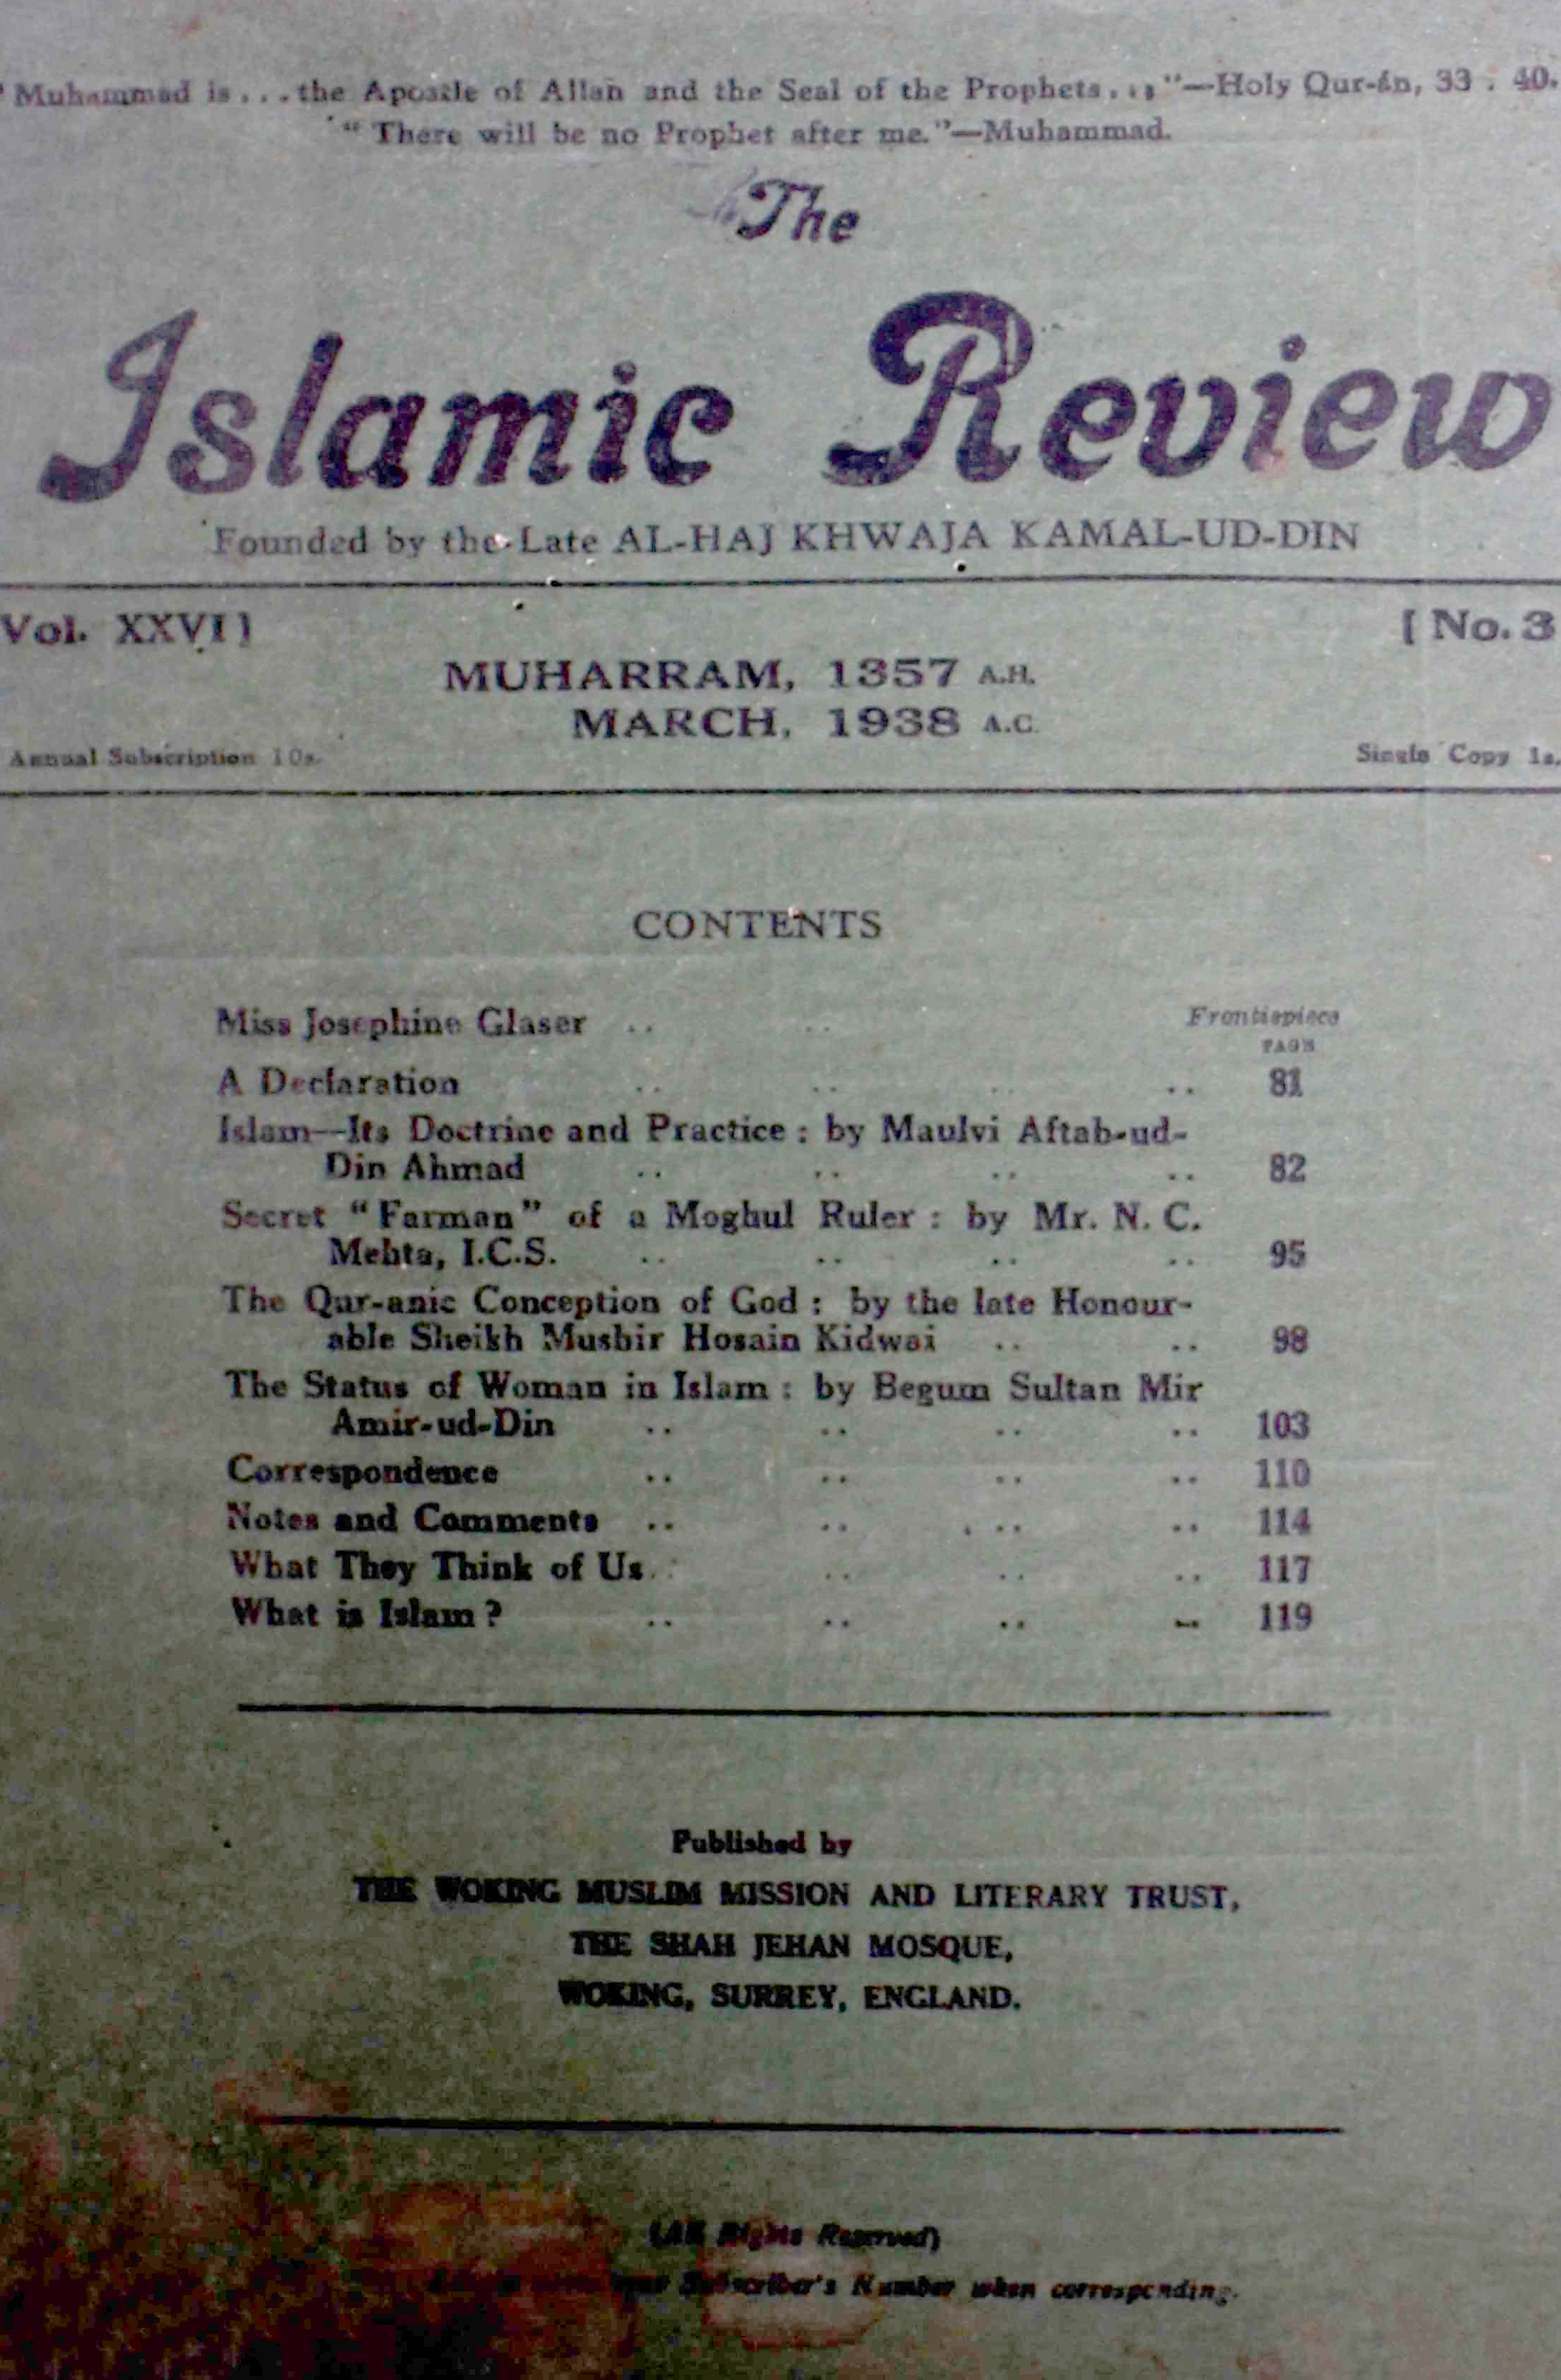 "Muhammad is...the Apostle of Allah and the Seal of the Prophets..."—Holy Qur-án, 33 . 40.
"There will be no Prophet after me."—Muhammad.
The
Islamic Review
Founded by the Late AL-HAJ KHWAJA KAMAL-UD-DIN
Vol. XXVI ] [ No. 3
MUHARRAM, 1357 A.H.
MARCH, 1938 A.C.
Annual Subscription 10s. Single Copy 1s.
CONTENTS
Miss Josephine Glaser .. .. Frontispiece
PAGE
A Declaration .. .. .. .. 81
Islam—Its Doctrine and Practice : by Maulvi Aftab-ud-
Din Ahmad .. .. .. .. 82
Secret "Farman" of a Moghul Ruler : by Mr. N. C.
Mehta, I.C.S. .. .. .. .. 95
The Qur-anic Conception of God : by the late Honour-
able Sheikh Mushir Hosain Kidwai .. .. 98
The Status of Woman in Islam : by Begum Sultan Mir
Amir-ud-Din .. .. .. .. 103
Correspondence .. .. .. .. 110
Notes and Comments .. .. .. .. 114
What They Think of Us .. .. .. .. 117
What is Islam ? .. .. .. .. 119
Published by
THE WOKING MUSLIM MISSION AND LITERARY TRUST,
THE SHAH JEHAN MOSQUE,
WOKING, SURREY, ENGLAND.
(All Rights Reserved)
your Subscriber's Number when corresponding.